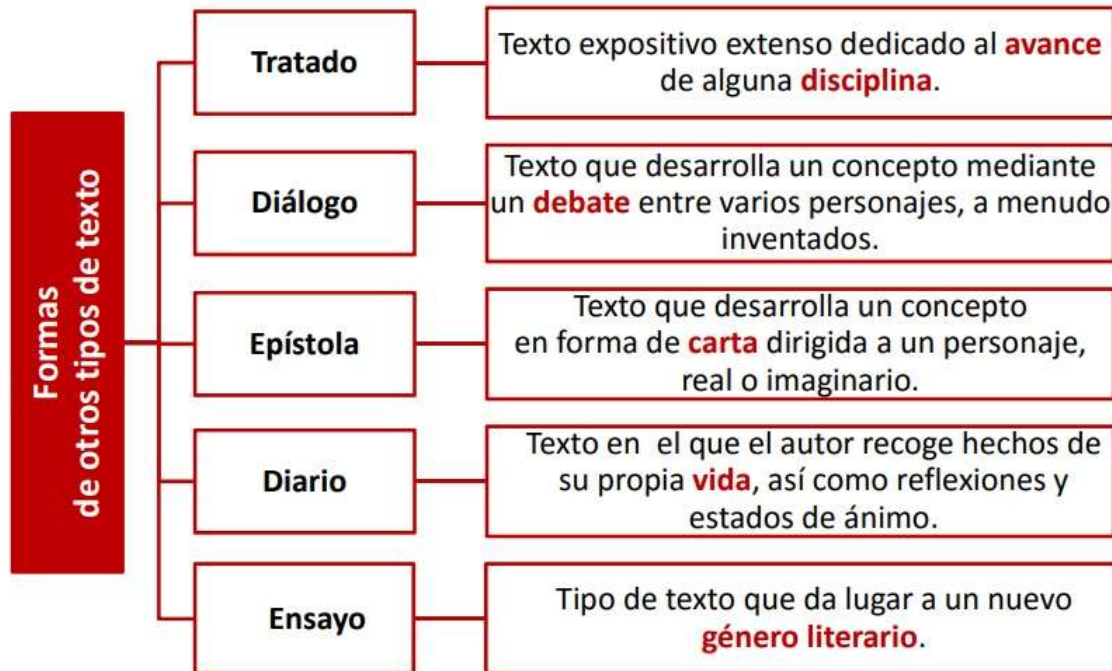 Formas
de otros tipos de texto
Tratado
Texto expositivo extenso dedicado al avance
de alguna disciplina.
Diálogo
Texto que desarrolla un concepto mediante
un debate entre varios personajes, a menudo
inventados.
Epístola
Texto que desarrolla un concepto
en forma de carta dirigida a un personaje,
real o imaginario.
Diario
Texto en el que el autor recoge hechos de
su propia vida, así como reflexiones y
estados de ánimo.
Ensayo
Tipo de texto que da lugar a un nuevo
género literario.